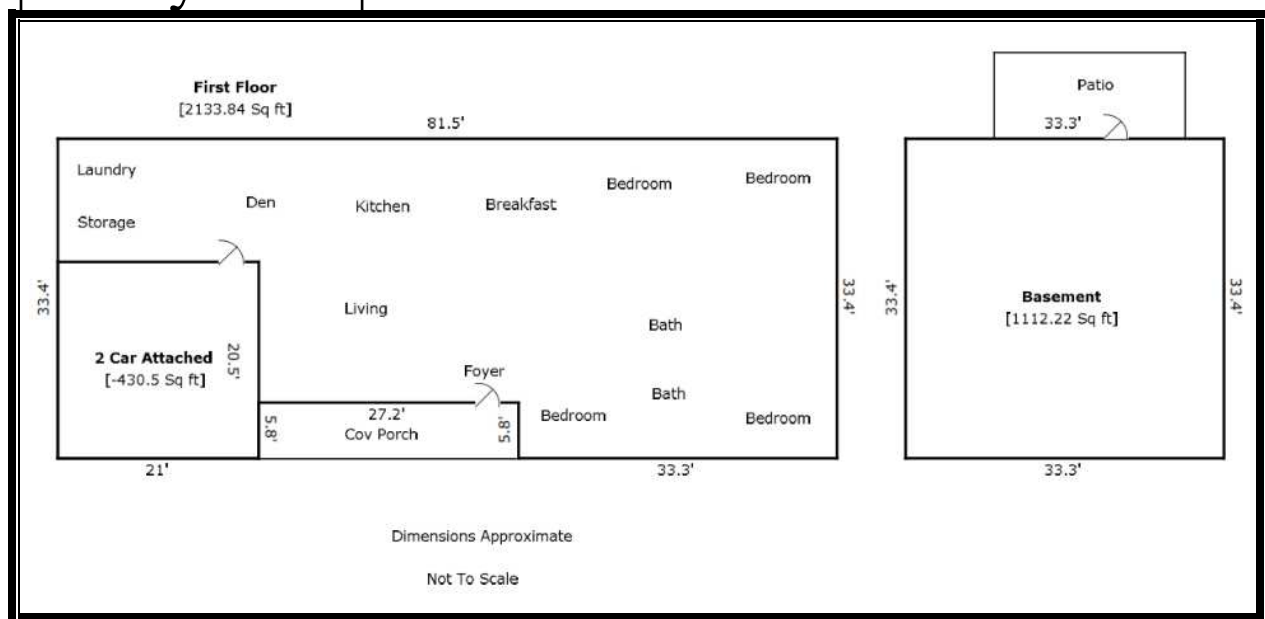 First Floor
[2133.84 Sq ft]
81.5'
Laundry
Storage
Den
Kitchen
Breakfast
Bedroom
Bedroom
33.4'
Living
33.4'
2 Car Attached
[-430.5 Sq ft]
20.5'
Bath
Foyer
Bath
27.2'
Cov Porch
5.8'
5.8'
Bedroom
Bedroom
21'
33.3'
Patio
33.3'
33.4'
Basement
[1112.22 Sq ft]
33.4'
33.3'
Dimensions Approximate
Not To Scale